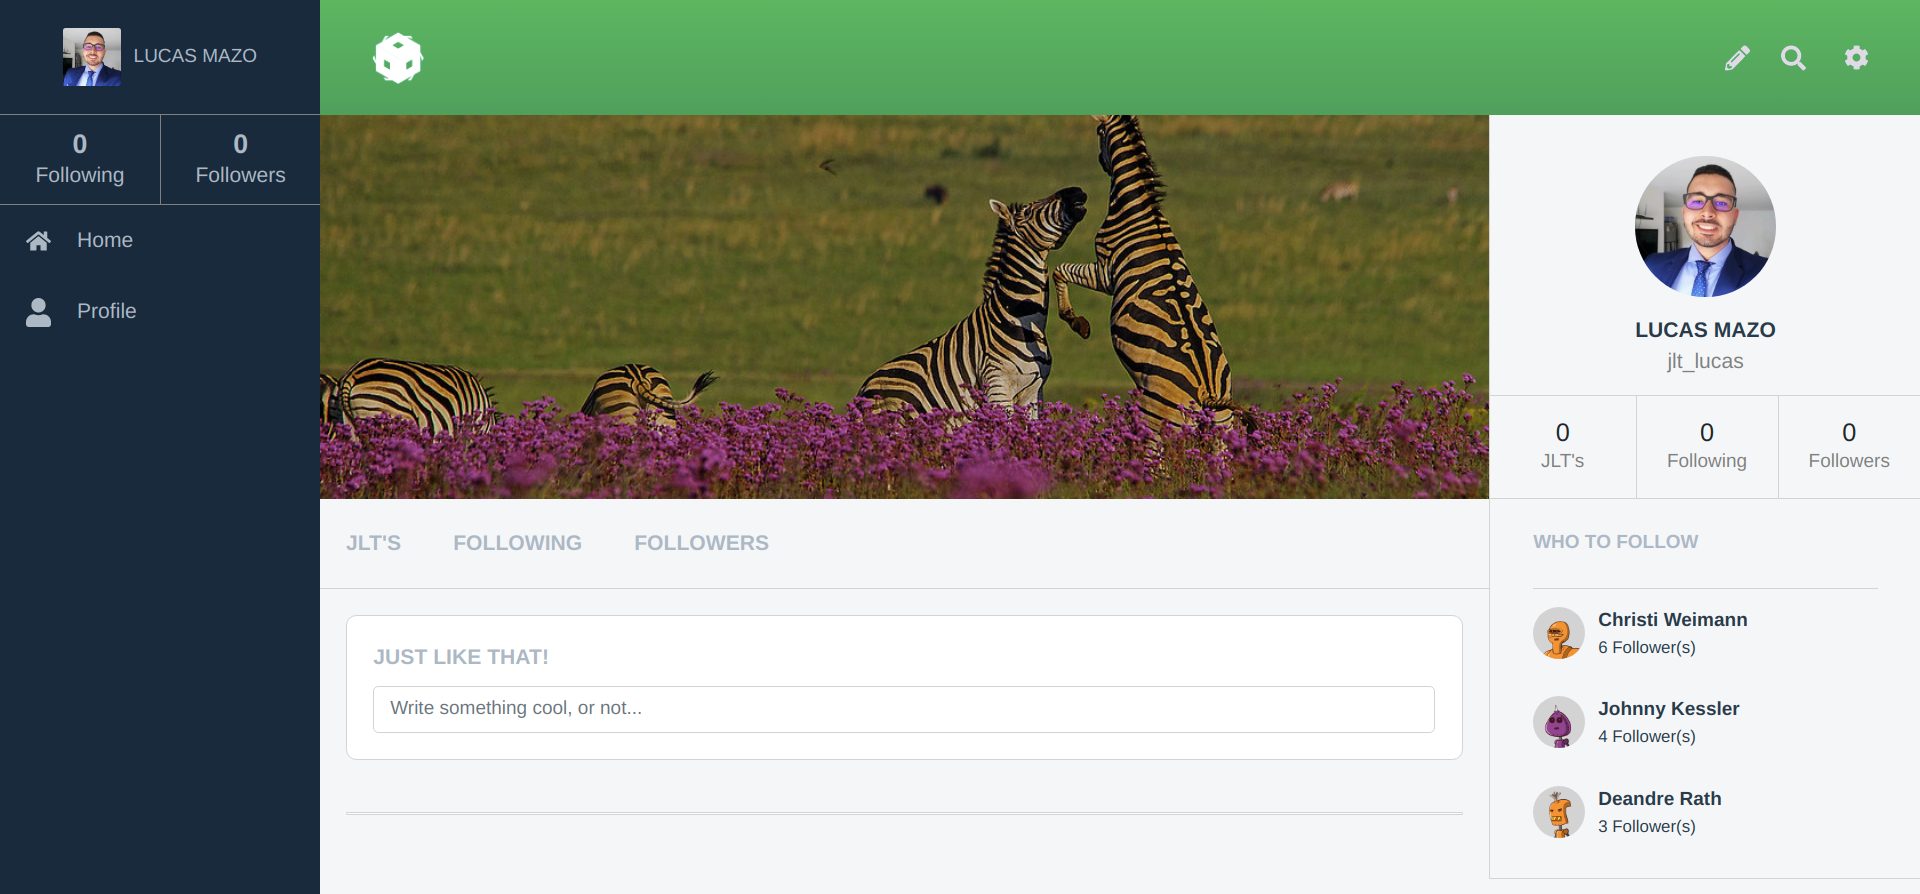 LUCAS MAZO
0
Following
0
Followers
Home
Profile
LUCAS MAZO
jlt_lucas
0
JLT's
0
Following
0
Followers
JLT'S
FOLLOWING
FOLLOWERS
JUST LIKE THAT!
Write something cool, or not...
WHO TO FOLLOW
Christi Weimann
6 Follower(s)
Johnny Kessler
4 Follower(s)
Deandre Rath
3 Follower(s)